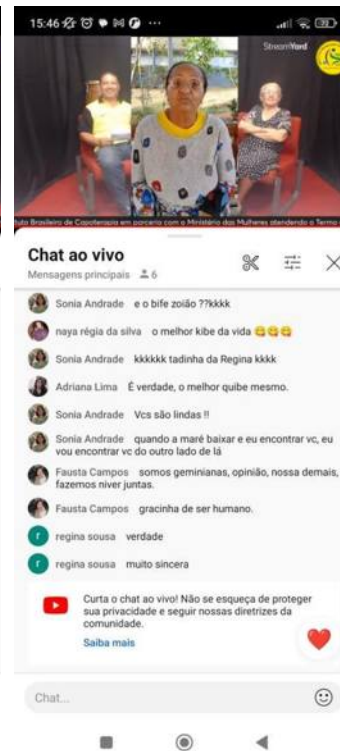 15:46
StreamYard
Brasileiro de Capoterapia em parceria com o Ministério das Mulheres atendendo o Termo
Chat ao vivo
Mensagens principais 6
Sonia Andrade e o bife zoião ??kkkk
naya régia da silva o melhor kibe da vida 😋😋😋
Sonia Andrade kkkkkk tadinha da Regina kkkk
Adriana Lima É verdade, o melhor quibe mesmo.
Sonia Andrade Vcs são lindas !!
Sonia Andrade quando a maré baixar e eu encontrar vc, eu
vou encontrar vc do outro lado de lá
Fausta Campos somos geminianas, opinião, nossa demais,
fazemos niver juntas.
Fausta Campos gracinha de ser humano.
r regina sousa verdade
r regina sousa muito sincera
Curta o chat ao vivo! Não se esqueça de proteger
sua privacidade e seguir nossas diretrizes da
comunidade.
Saiba mais
Chat...